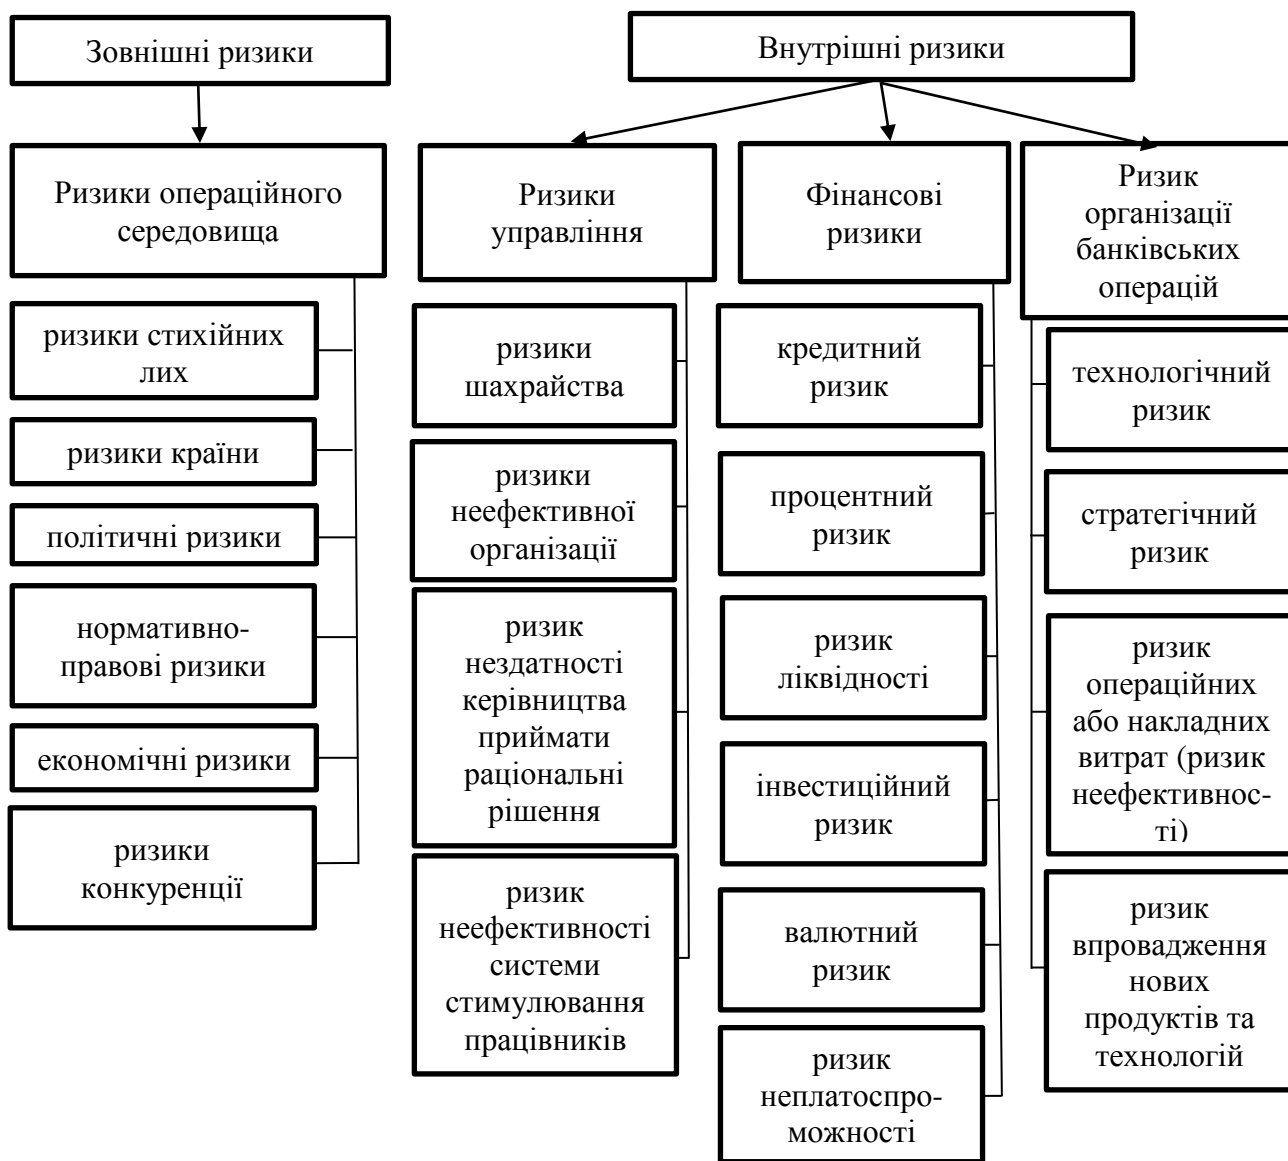 Зовнішні ризики
Внутрішні ризики
Ризики операційного
середовища
ризики стихійних
лих
ризики країни
політичні ризики
нормативно-
правові ризики
економічні ризики
ризики
конкуренції
Ризики
управління
ризики
шахрайства
ризики
неефективної
організації
ризик
нездатності
керівництва
приймати
раціональні
рішення
ризик
неефективності
системи
стимулювання
працівників
Фінансові
ризики
кредитний
ризик
процентний
ризик
ризик
ліквідності
інвестиційний
ризик
валютний
ризик
ризик
неплатоспро-
можності
Ризик
організації
банківських
операцій
технологічний
ризик
стратегічний
ризик
ризик
операційних
або накладних
витрат (ризик
неефективнос-
ті)
ризик
впровадження
нових
продуктів та
технологій